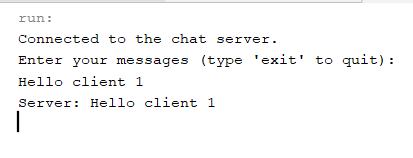 run:
Connected to the chat server.
Enter your messages (type 'exit' to quit):
Hello client 1
Server: Hello client 1